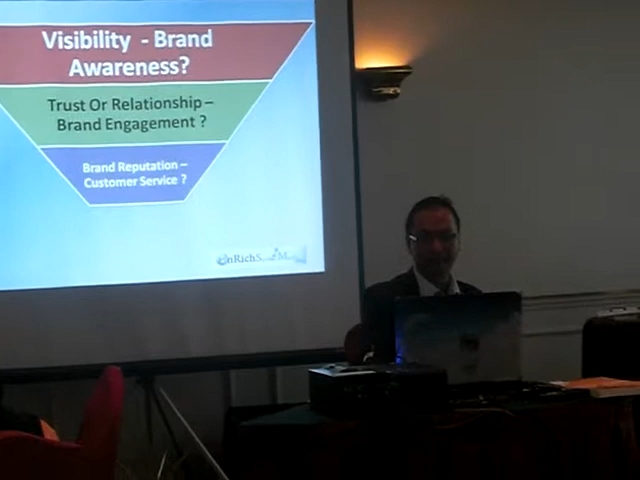 Visibility - Brand
Awareness?
Trust Or Relationship –
Brand Engagement ?
Brand Reputation –
Customer Service ?